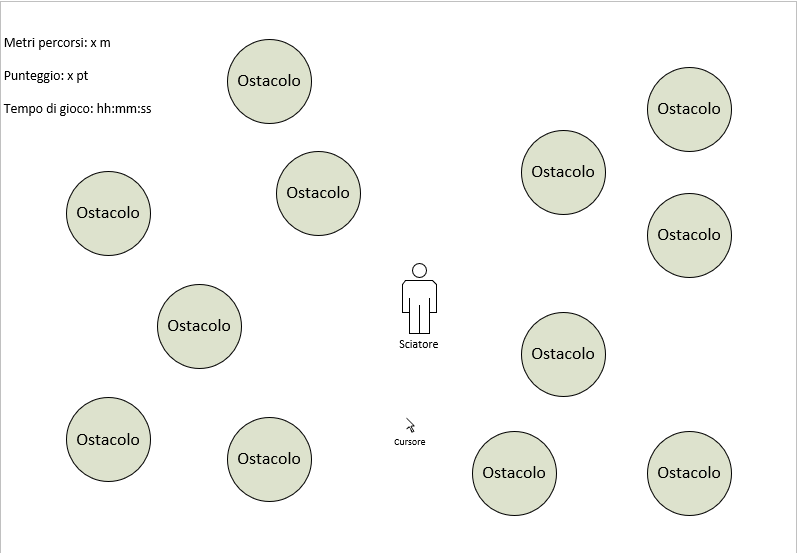 Metri percorsi: x m
Punteggio: x pt
Tempo di gioco: hh:mm:ss
Ostacolo
Ostacolo
Ostacolo
Ostacolo
Ostacolo
Ostacolo
Ostacolo
Ostacolo
Sciatore
Ostacolo
Cursore
Ostacolo
Ostacolo
Ostacolo
Ostacolo